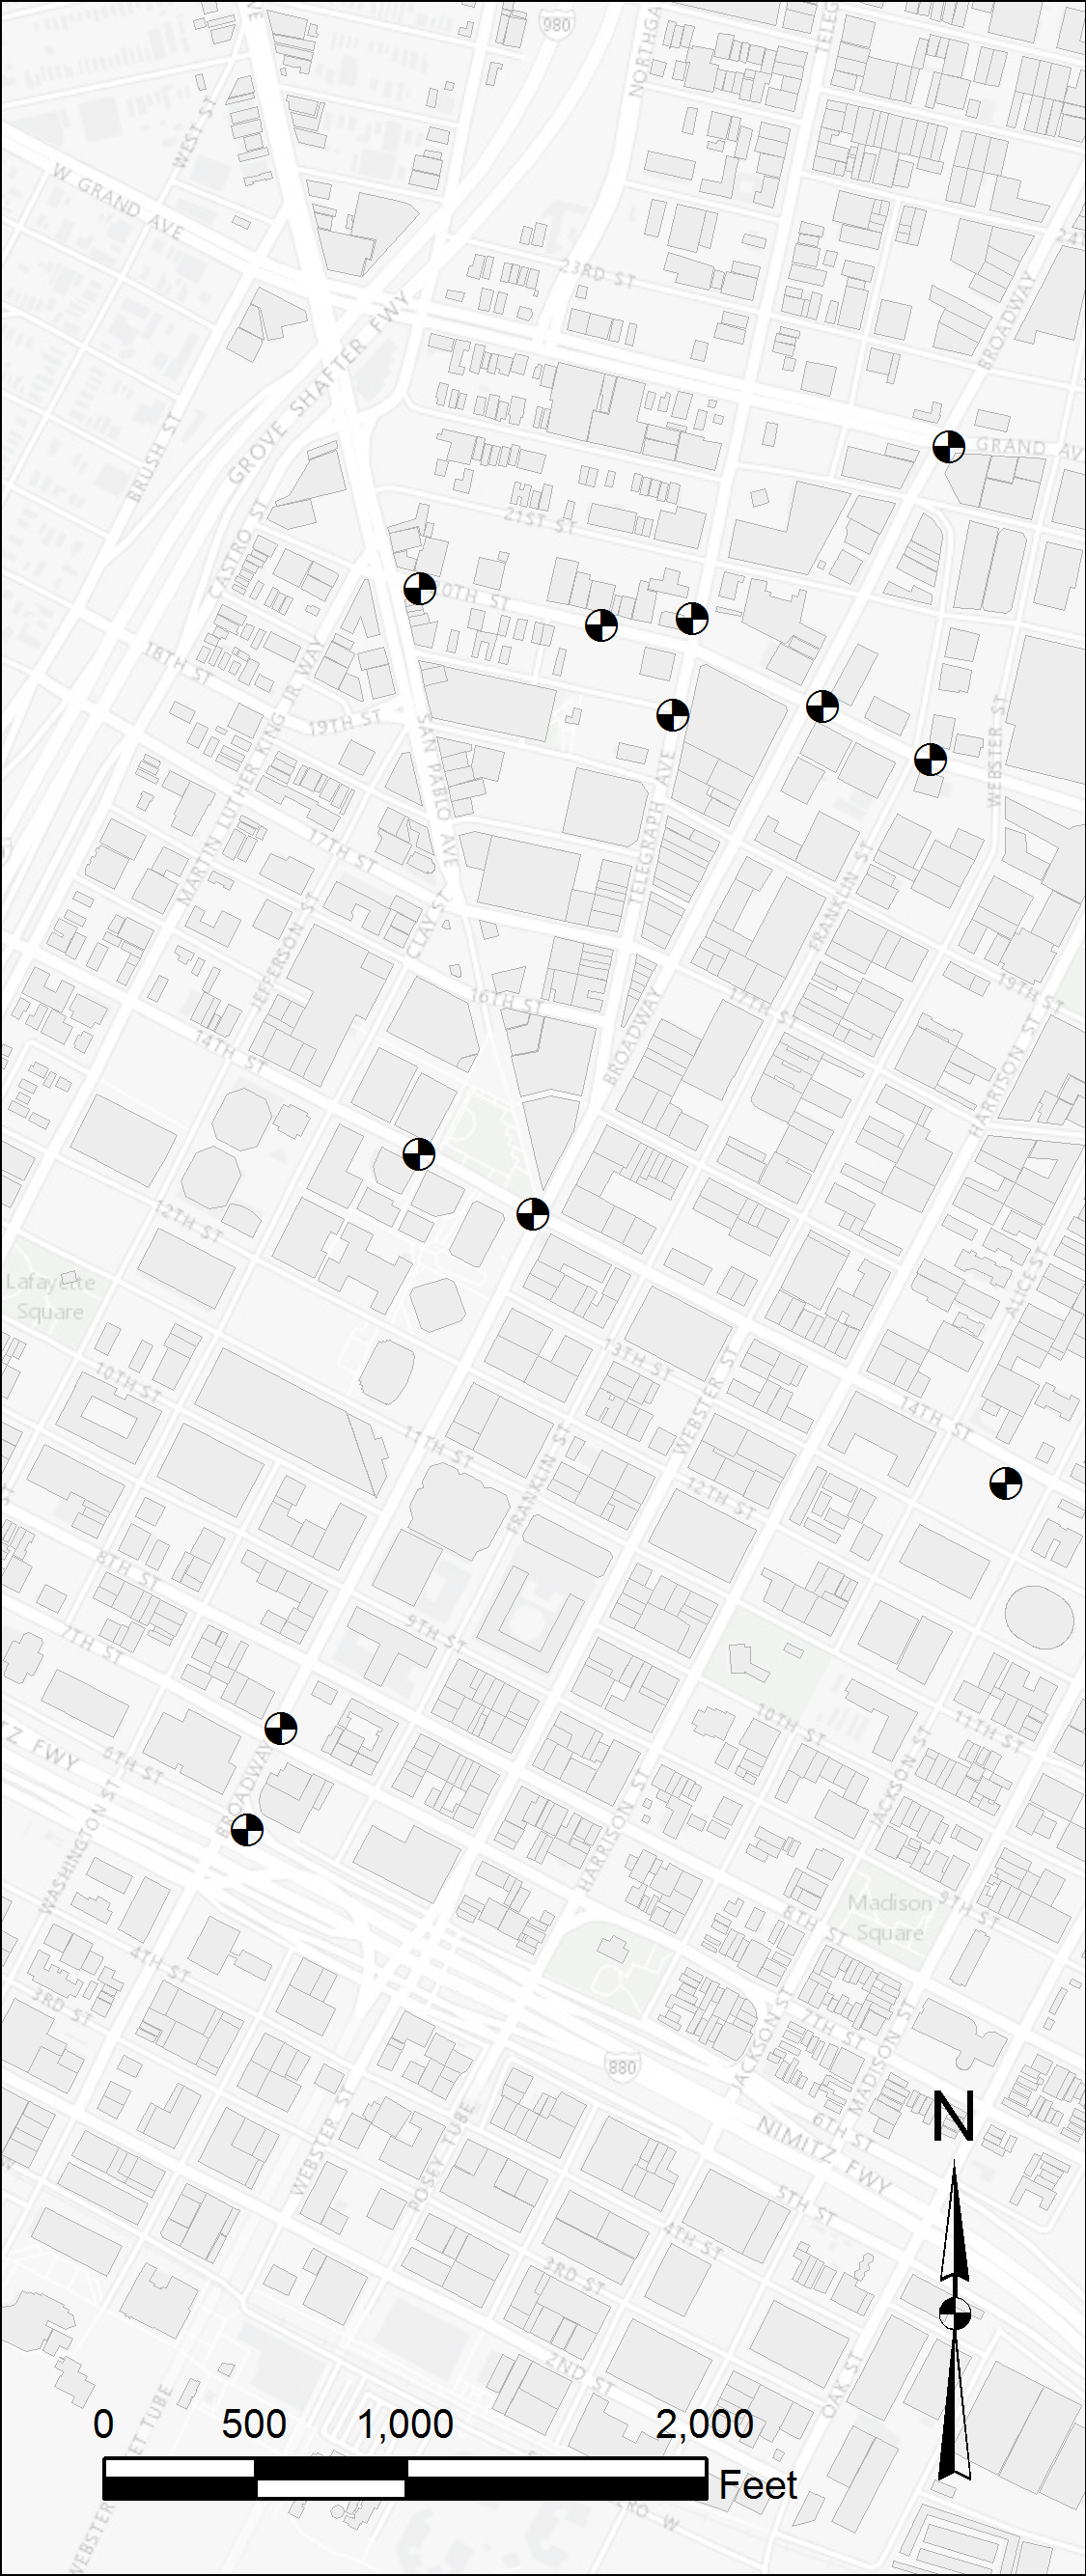 980
NORTHGA
TELEG
WEST ST
W GRAND AVE
23RD ST
24T
BROADWAY
GROVE SHAFTER FWY
BRUSH ST
GRAND AV
CASTRO ST
21ST ST
20TH ST
18TH ST
MARTIN LUTHER KING JR WAY
19TH ST
SAN PABLO AVE
WEBSTER ST
TELEGRAPH AVE
17TH ST
FRANKLIN ST
CLAY ST
JEFFERSON ST
16TH ST
17TH ST
19TH ST
BROADWAY
HARRISON ST
14TH ST
12TH ST
Lafayette
Square
ALICE ST
13TH ST
10TH ST
WEBSTER ST
14TH ST
11TH ST
FRANKLIN ST
12TH ST
8TH ST
9TH ST
7TH ST
10TH ST
11TH ST
TZ FWY
6TH ST
BROADWAY
JACKSON ST
WASHINGTON ST
HARRISON ST
Madison
Square
9TH ST
8TH ST
4TH ST
3RD ST
JACKSON ST
7TH ST
MADISON ST
880
N
NIMITZ FWY
6TH ST
WEBSTER ST
POSEY TUBE
5TH ST
4TH ST
3RD ST
2ND ST
OAK ST
0 500 1,000 2,000
Feet
ET TUBE
WEBSTER
ERO W